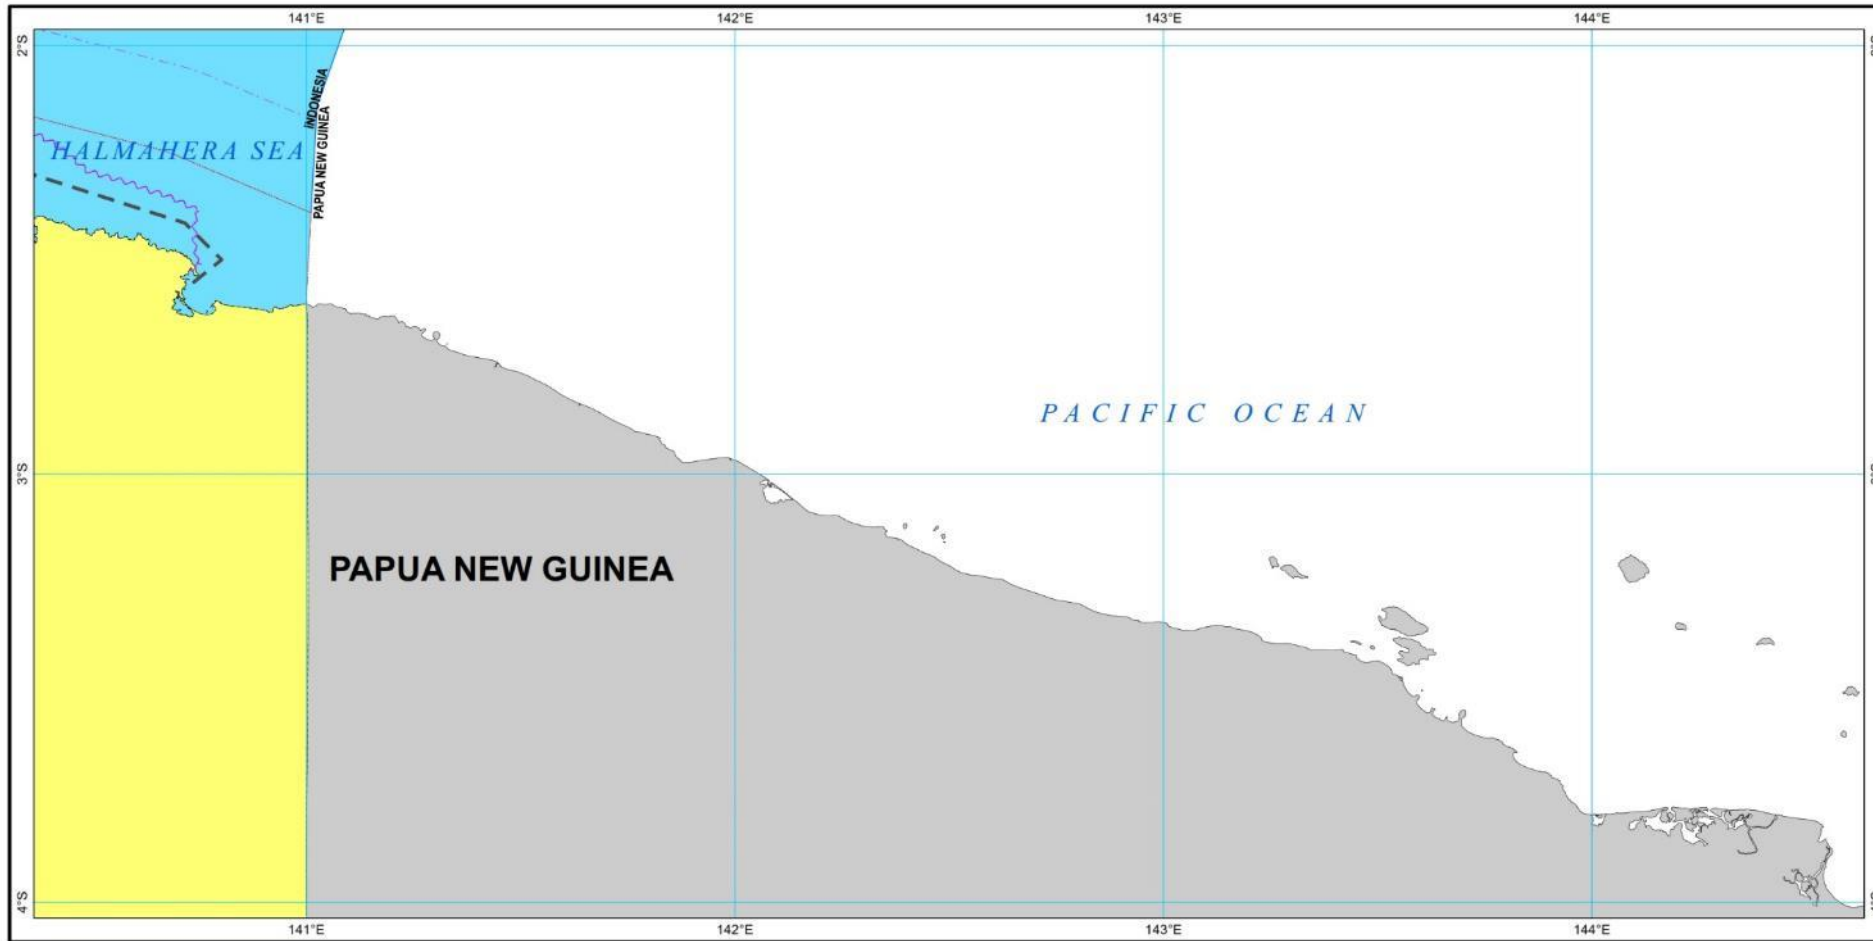 141°E
142°E
143°E
144°E
2°S
INDONESIA
PAPUA NEW GUINEA
HALMAHERA SEA
PACIFIC OCEAN
3°S
PAPUA NEW GUINEA
4°S
141°E
142°E
143°E
144°E